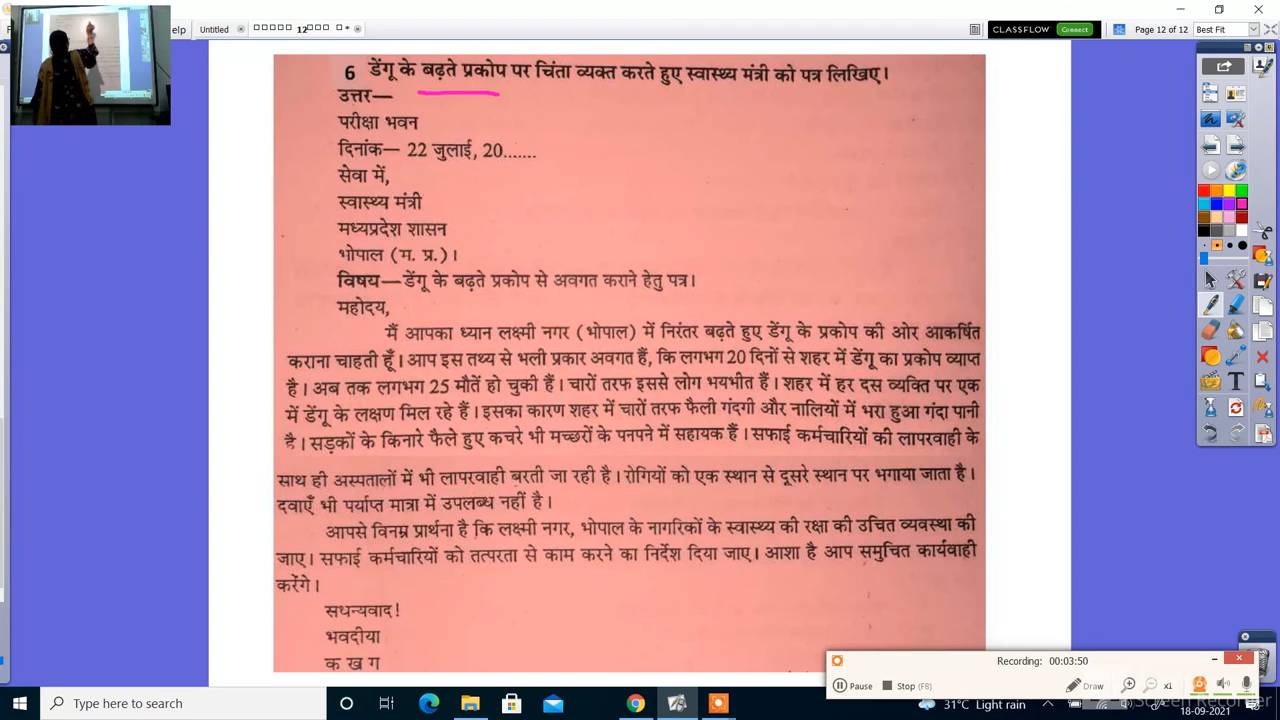 elp
Untitled
12
CLASSFLOW Connect
Page 12 of 12
Best Fit
6 डेंगू के बढ़ते प्रकोप पर चिंता व्यक्त करते हुए स्वास्थ्य मंत्री को पत्र लिखिए।
उत्तर—
परीक्षा भवन
दिनांक— 22 जुलाई, 20.......
सेवा में,
स्वास्थ्य मंत्री
मध्यप्रदेश शासन
भोपाल (म. प्र.)।
विषय—डेंगू के बढ़ते प्रकोप से अवगत कराने हेतु पत्र।
महोदय,
मैं आपका ध्यान लक्ष्मी नगर (भोपाल) में निरंतर बढ़ते हुए डेंगू के प्रकोप की ओर आकर्षित
कराना चाहती हूँ। आप इस तथ्य से भली प्रकार अवगत हैं, कि लगभग 20 दिनों से शहर में डेंगू का प्रकोप व्याप्त
है। अब तक लगभग 25 मौतें हो चुकी हैं। चारों तरफ इससे लोग भयभीत हैं। शहर में हर दस व्यक्ति पर एक
में डेंगू के लक्षण मिल रहे हैं। इसका कारण शहर में चारों तरफ फैली गंदगी और नालियों में भरा हुआ गंदा पानी
है। सड़कों के किनारे फैले हुए कचरे भी मच्छरों के पनपने में सहायक हैं। सफाई कर्मचारियों की लापरवाही के
साथ ही अस्पतालों में भी लापरवाही बरती जा रही है। रोगियों को एक स्थान से दूसरे स्थान पर भगाया जाता है।
दवाएँ भी पर्याप्त मात्रा में उपलब्ध नहीं है।
आपसे विनम्र प्रार्थना है कि लक्ष्मी नगर, भोपाल के नागरिकों के स्वास्थ्य की रक्षा की उचित व्यवस्था की
जाए। सफाई कर्मचारियों को तत्परता से काम करने का निर्देश दिया जाए। आशा है आप समुचित कार्यवाही
करेंगे।
सधन्यवाद!
भवदीया
क ख ग
Recording: 00:03:50
Pause
Stop (F8)
Draw
x1
Type here to search
31°C Light rain
18-09-2021
Screen Recorder